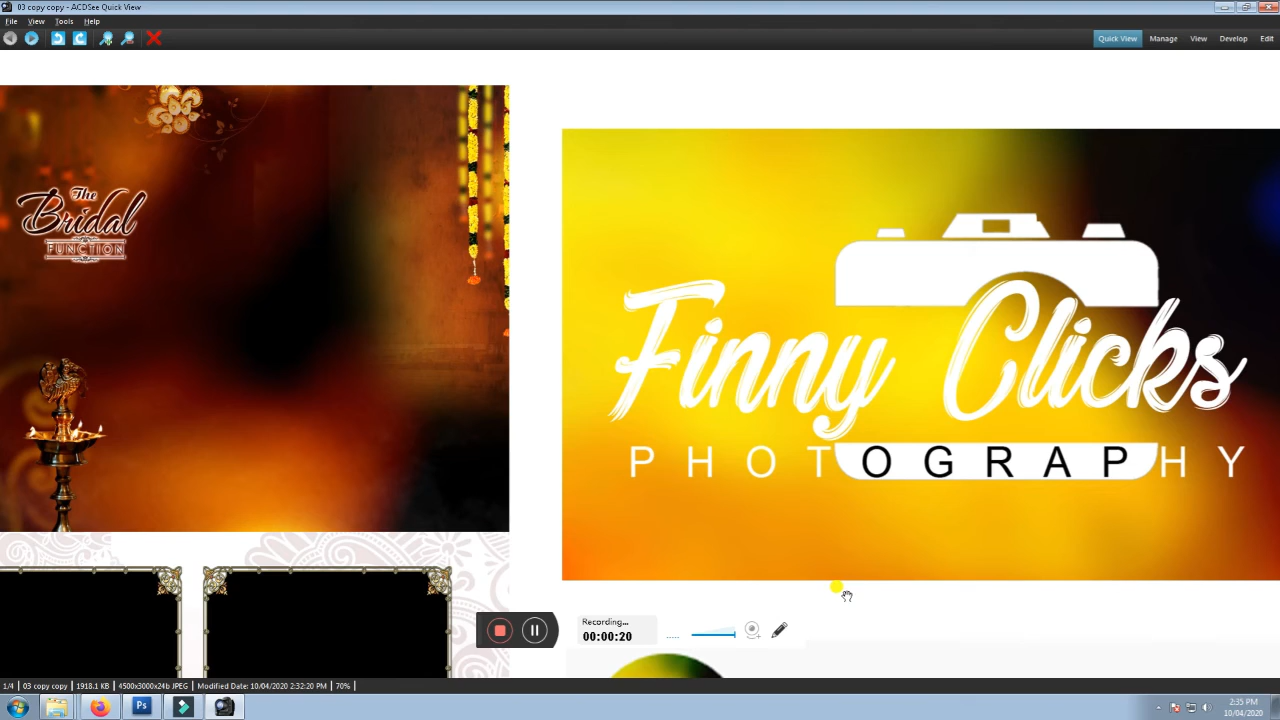 03 copy copy - ACDSee Quick View
File View Tools Help
Quick View Manage View Develop Edit
The
Bridal
FUNCTION
Finny Clicks
PHOTOGRAPHY
Recording...
00:00:20
1/4 03 copy copy 1918.1 KB 4500x3000x24b JPEG Modified Date: 10/04/2020 2:32:20 PM 70%
Ps
2:35 PM
10/04/2020